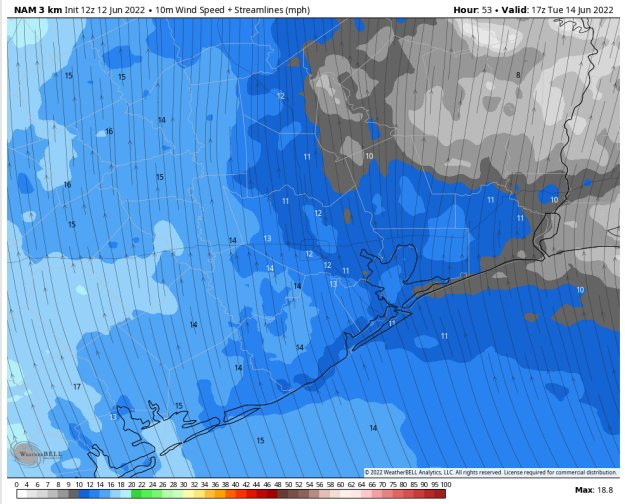 NAM 3 km Init 12z 12 Jun 2022 • 10m Wind Speed + Streamlines (mph) Hour: 53 • Valid: 17z Tue 14 Jun 2022
15 15 8
12
14
16
11 10
15
16
11 11 10
12 11
15
14 13
12
14 12 11
14 13 10
14 11
11
14
14
17
15
13
14
15
WEATHERBELL
© 2022 WeatherBELL Analytics, LLC. All rights reserved. License required for commercial distribution.
0 4 6 7 8 9 10 12 14 16 18 20 22 24 26 28 30 32 34 36 38 40 42 44 46 48 50 52 54 56 58 60 62 64 66 70 75 80 85 90 95 100
Max: 18.8